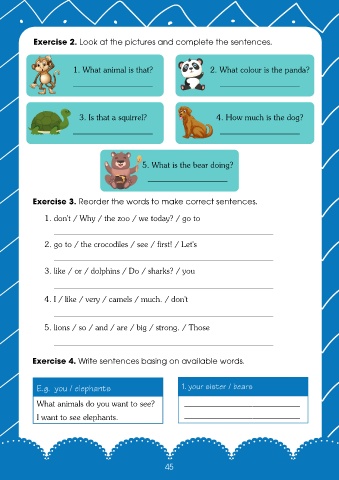 Exercise 2. Look at the pictures and complete the sentences.
1. What animal is that?
2. What colour is the panda?
3. Is that a squirrel?
4. How much is the dog?
5. What is the bear doing?
Exercise 3. Reorder the words to make correct sentences.
1. don't / Why / the zoo / we today? / go to
2. go to / the crocodiles / see / first! / Let's
3. like / or / dolphins / Do / sharks? / you
4. I / like / very / camels / much. / don't
5. lions / so / and / are / big / strong. / Those
Exercise 4. Write sentences basing on available words.
E.g. you / elephants
What animals do you want to see?
I want to see elephants.
1. your sister / bears
45